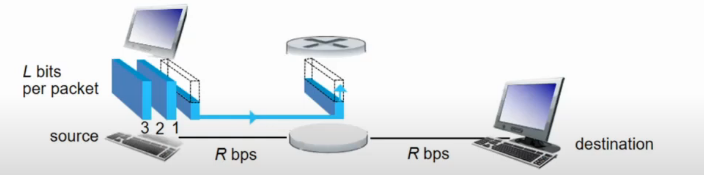 L bits
per packet
3 2 1
source
R bps
R bps
destination